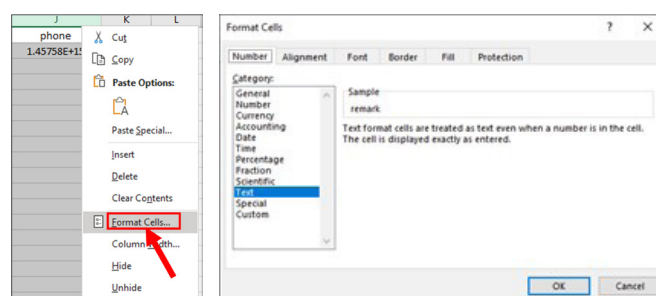 J K L
phone
1.45758E+15
Cut
Copy
Paste Options:
A
Paste Special...
Insert
Delete
Clear Contents
Format Cells...
Column Width...
Hide
Unhide
Format Cells ? X
Number Alignment Font Border Fill Protection
Category:
General
Number
Currency
Accounting
Date
Time
Percentage
Fraction
Scientific
Text
Special
Custom
Sample
remark
Text format cells are treated as text even when a number is in the cell.
The cell is displayed exactly as entered.
OK Cancel